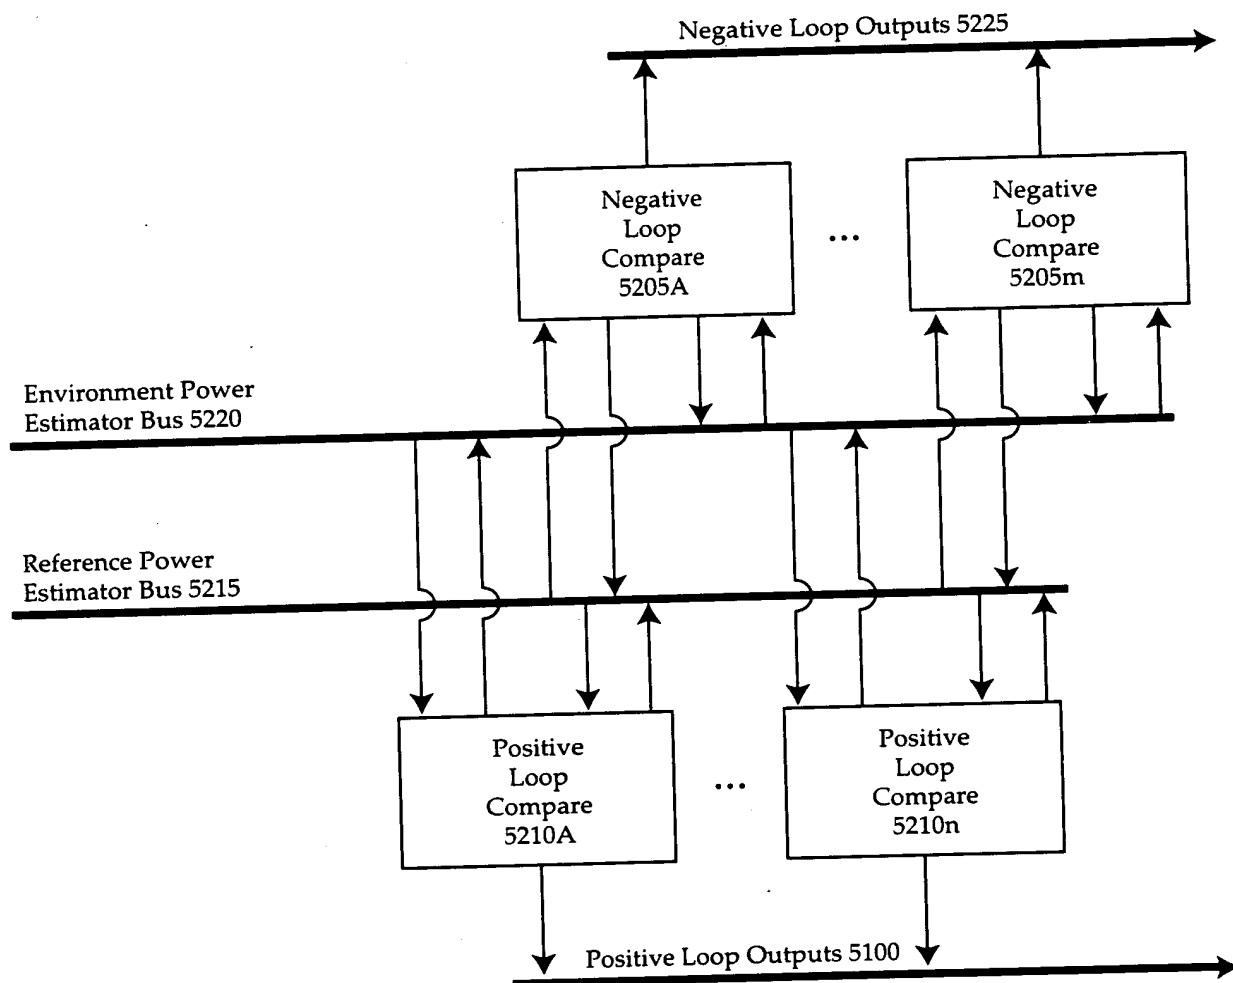 Negative Loop Outputs 5225
Negative
Loop
Compare
5205A
...
Negative
Loop
Compare
5205m
Environment Power
Estimator Bus 5220
Reference Power
Estimator Bus 5215
Positive
Loop
Compare
5210A
...
Positive
Loop
Compare
5210n
Positive Loop Outputs 5100